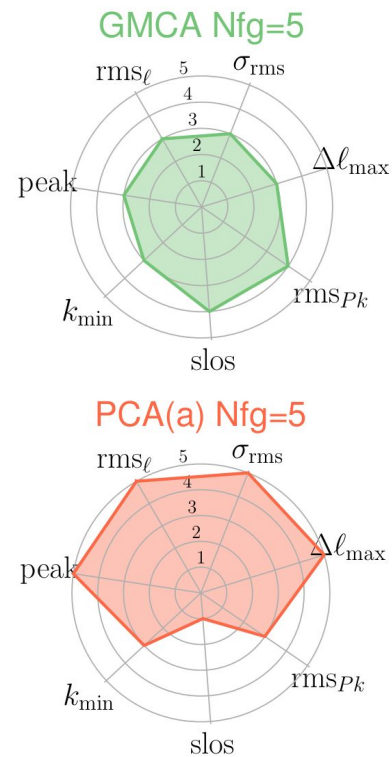 GMCA Nfg=5
rms_ℓ
5
σ_rms
4
3
2
1
peak
Δℓ_max
k_min
rms_Pk
slos
PCA(a) Nfg=5
rms_ℓ
5
σ_rms
4
3
2
1
peak
Δℓ_max
k_min
rms_Pk
slos